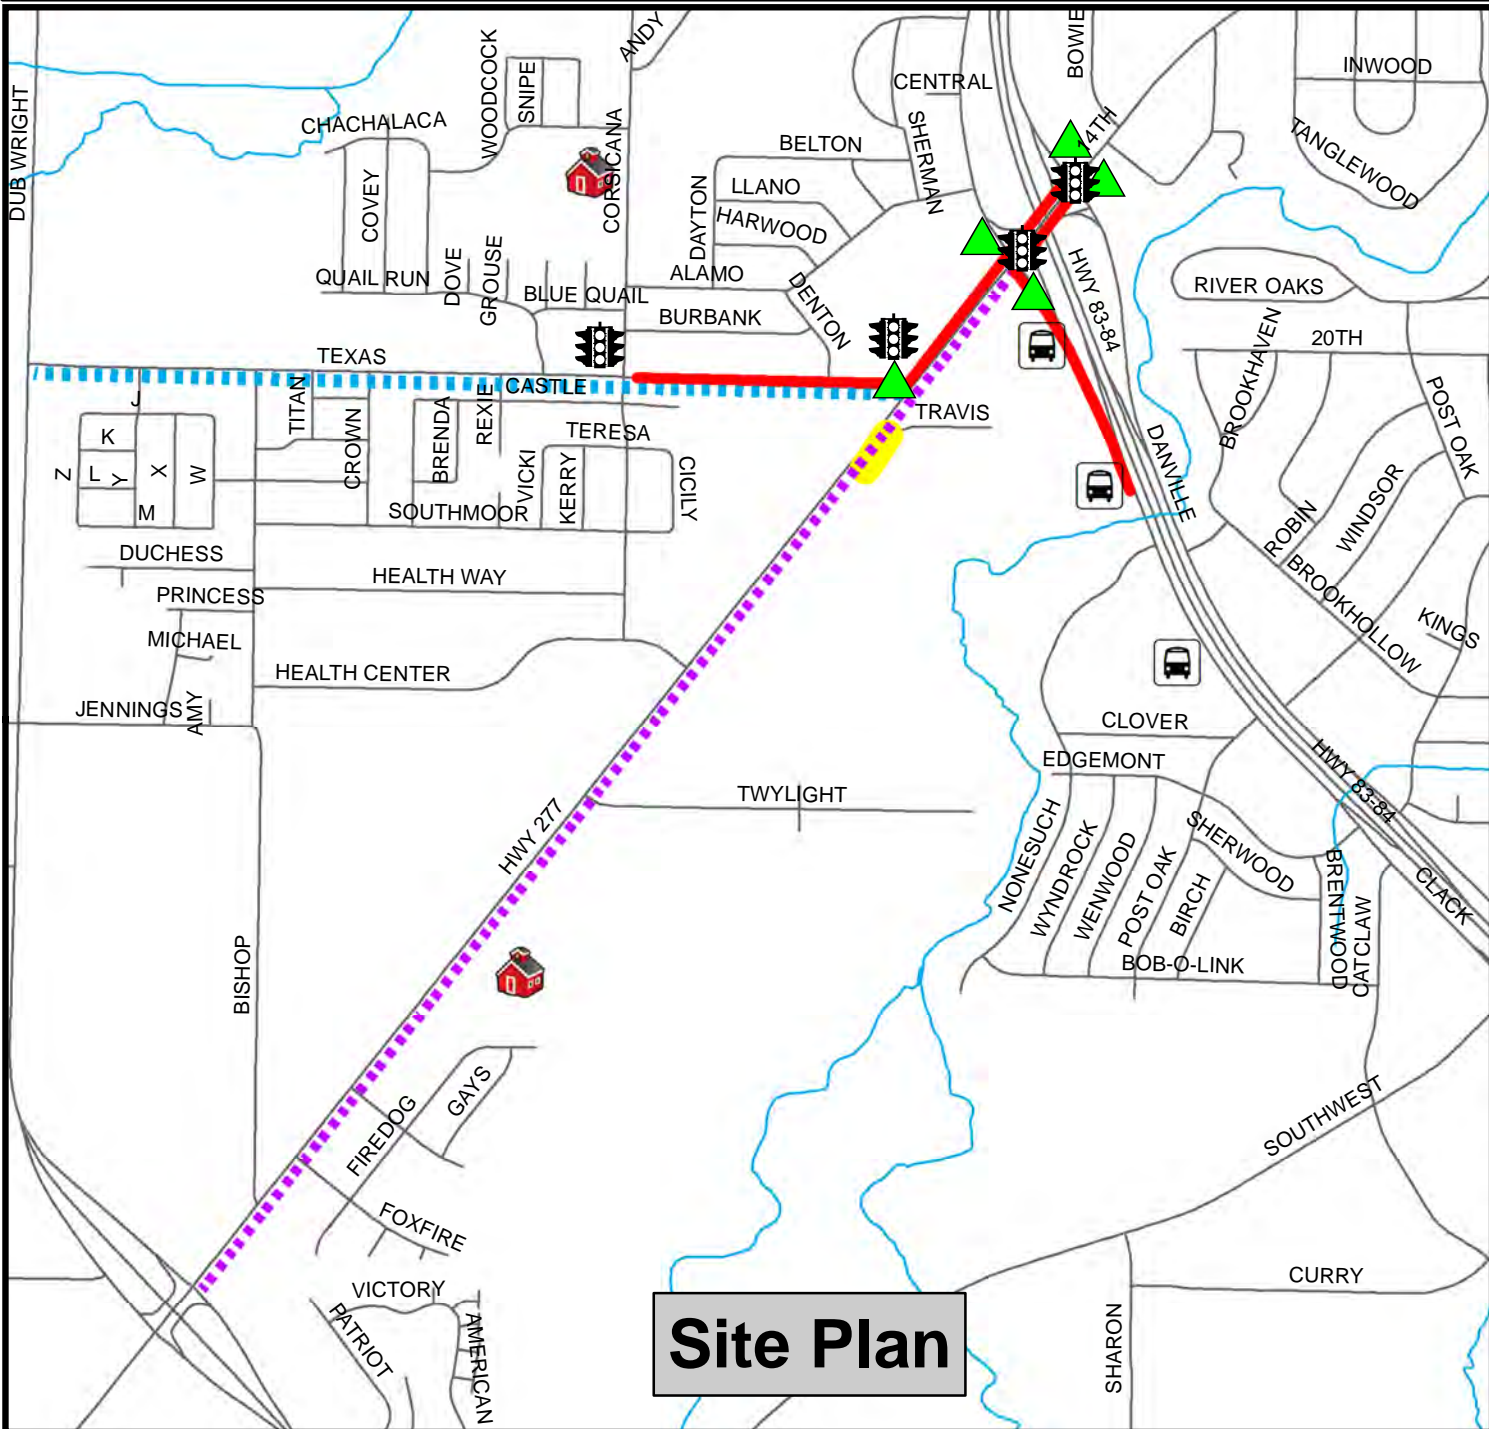 ANDY
BOWIE
WOODCOCK
SNIPE
INWOOD
CENTRAL
DUB WRIGHT
CHACHALACA
CORSICANA
SHERMAN
14TH
BELTON
TANGLEWOOD
COVEY
DAYTON
LLANO
HARWOOD
QUAIL RUN
DOVE
GROUSE
BLUE QUAIL
ALAMO
DENTON
HWY 83-84
RIVER OAKS
BURBANK
BROOKHAVEN
20TH
TEXAS
CASTLE
TITAN
J
CROWN
BRENDA
REXIE
TRAVIS
POST OAK
K
TERESA
DANVILLE
Z
L
Y
X
W
VICKI
KERRY
CICILY
WINDSOR
M
SOUTHMOOR
ROBIN
DUCHESS
HEALTH WAY
BROOKHOLLOW
PRINCESS
KINGS
MICHAEL
HEALTH CENTER
JENNINGS
AMY
CLOVER
EDGEMONT
HWY 83-84
TWYLIGHT
HWY 277
NONESUCH
WYNDROCK
WENWOOD
POST OAK
BIRCH
SHERWOOD
BRENTWOOD
CATCLAW
CLACK
BISHOP
BOB-O-LINK
GAYS
FIREDOG
SOUTHWEST
FOXFIRE
VICTORY
CURRY
PATRIOT
AMERICAN
SHARON
Site Plan